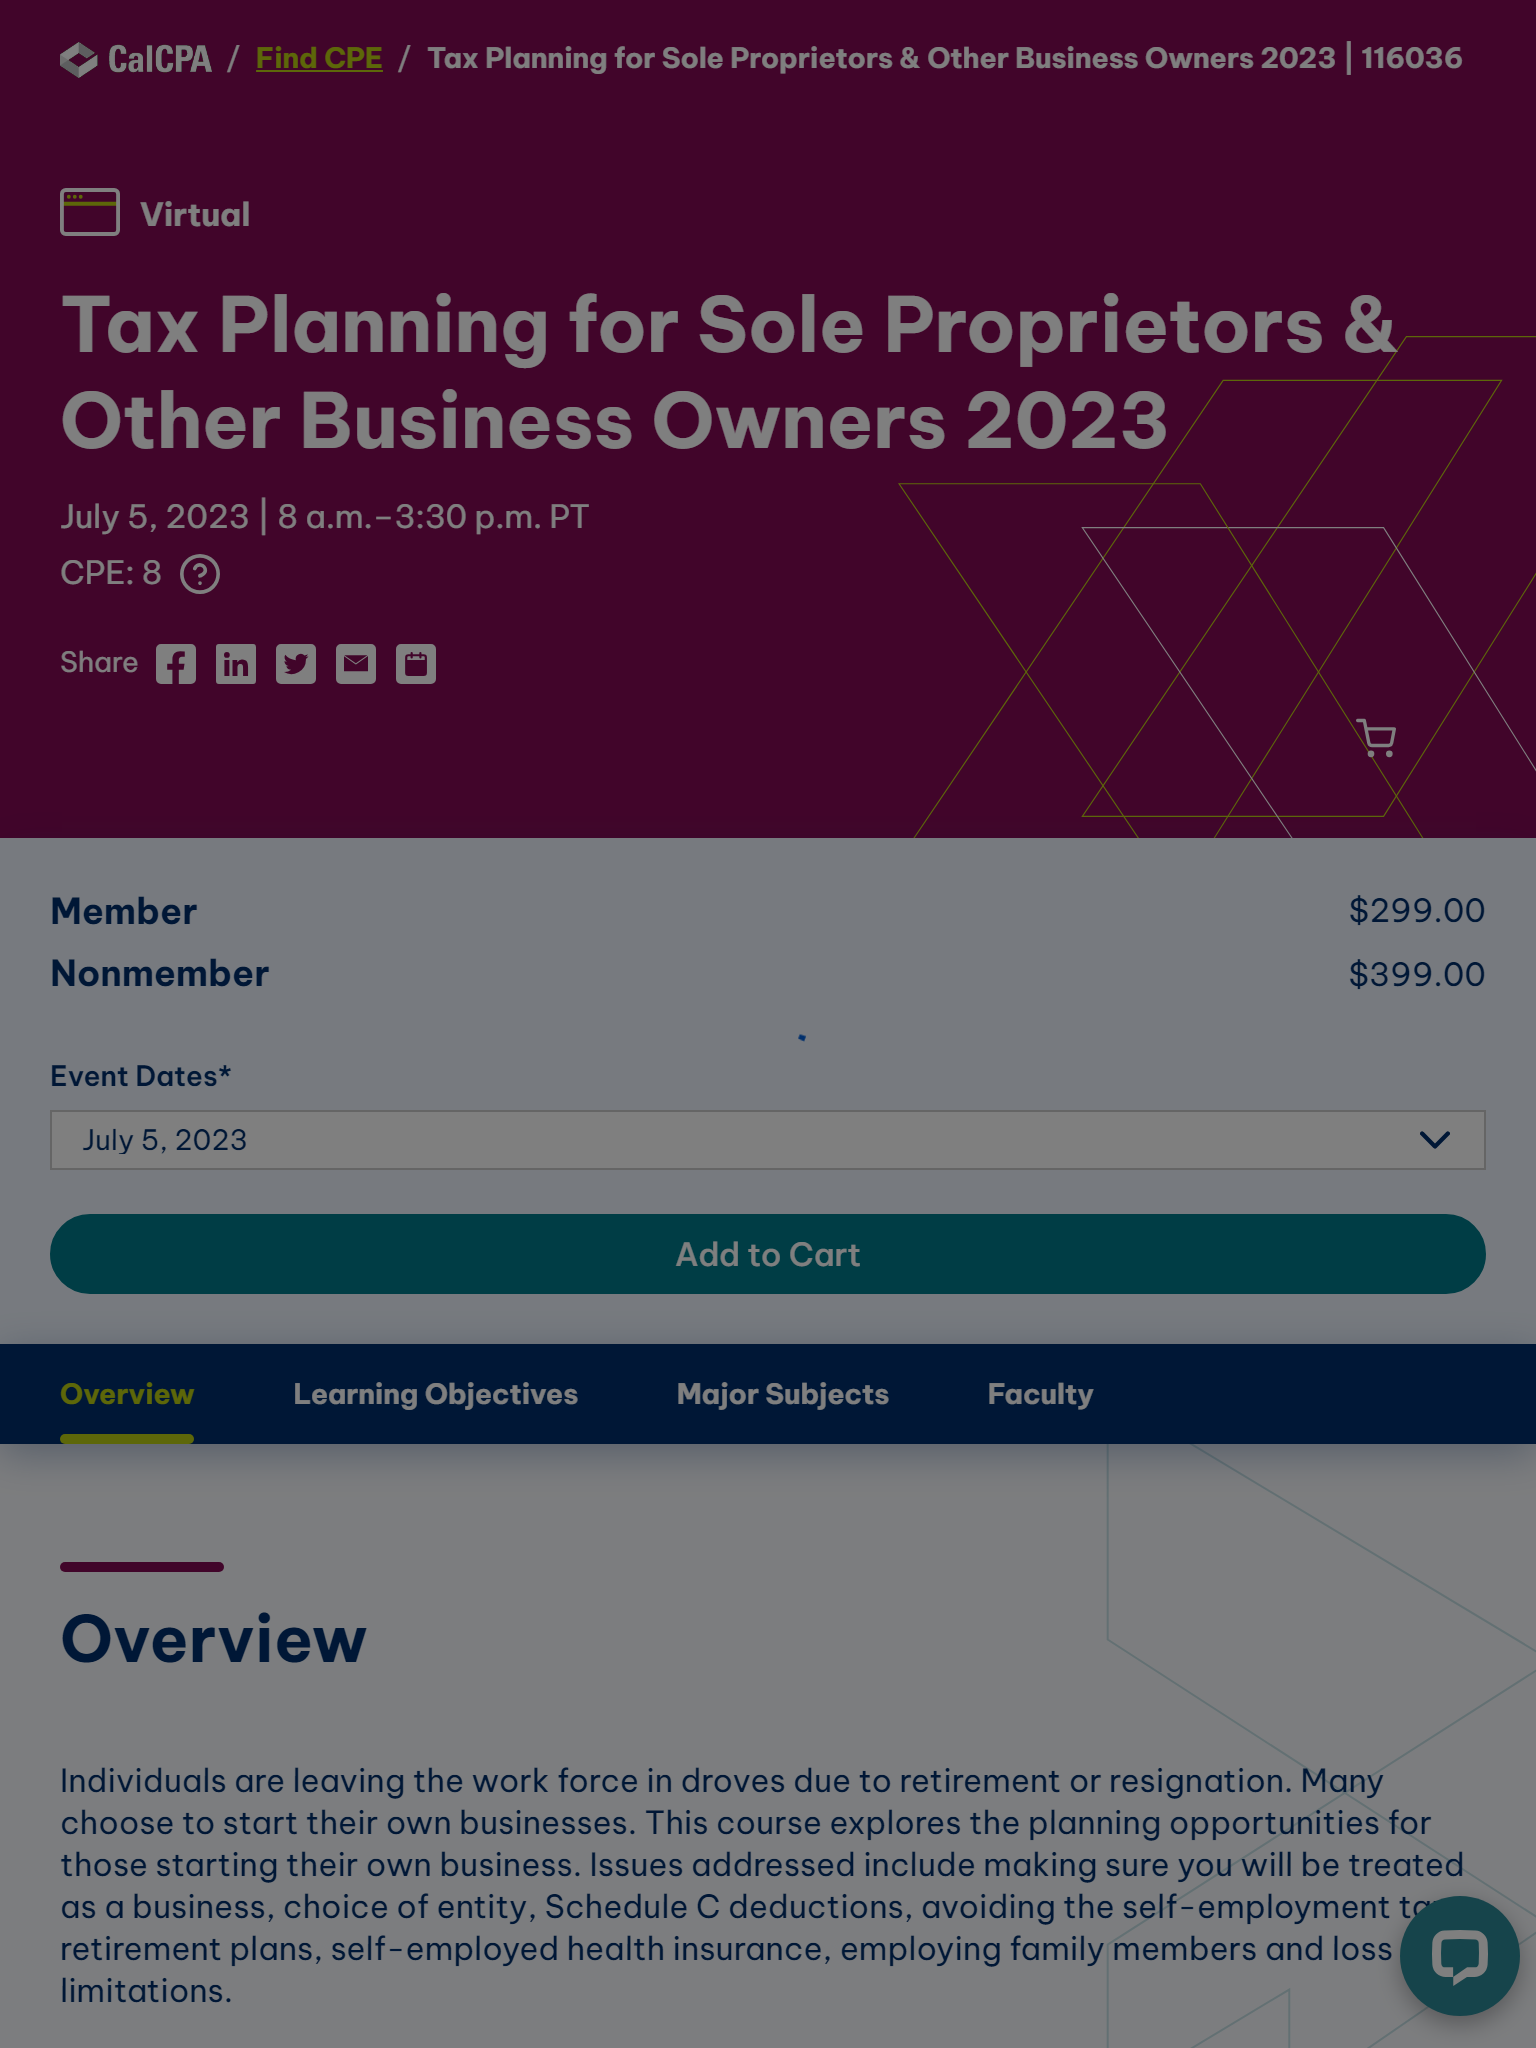 CalCPA / Find CPE / Tax Planning for Sole Proprietors & Other Business Owners 2023 | 116036
Virtual
Tax Planning for Sole Proprietors &
Other Business Owners 2023
July 5, 2023 | 8 a.m.–3:30 p.m. PT
CPE: 8 ?
Share
Member $299.00
Nonmember $399.00
Event Dates*
July 5, 2023
Add to Cart
Overview Learning Objectives Major Subjects Faculty
Overview
Individuals are leaving the work force in droves due to retirement or resignation. Many
choose to start their own businesses. This course explores the planning opportunities for
those starting their own business. Issues addressed include making sure you will be treated
as a business, choice of entity, Schedule C deductions, avoiding the self-employment
retirement plans, self-employed health insurance, employing family members and loss
limitations.